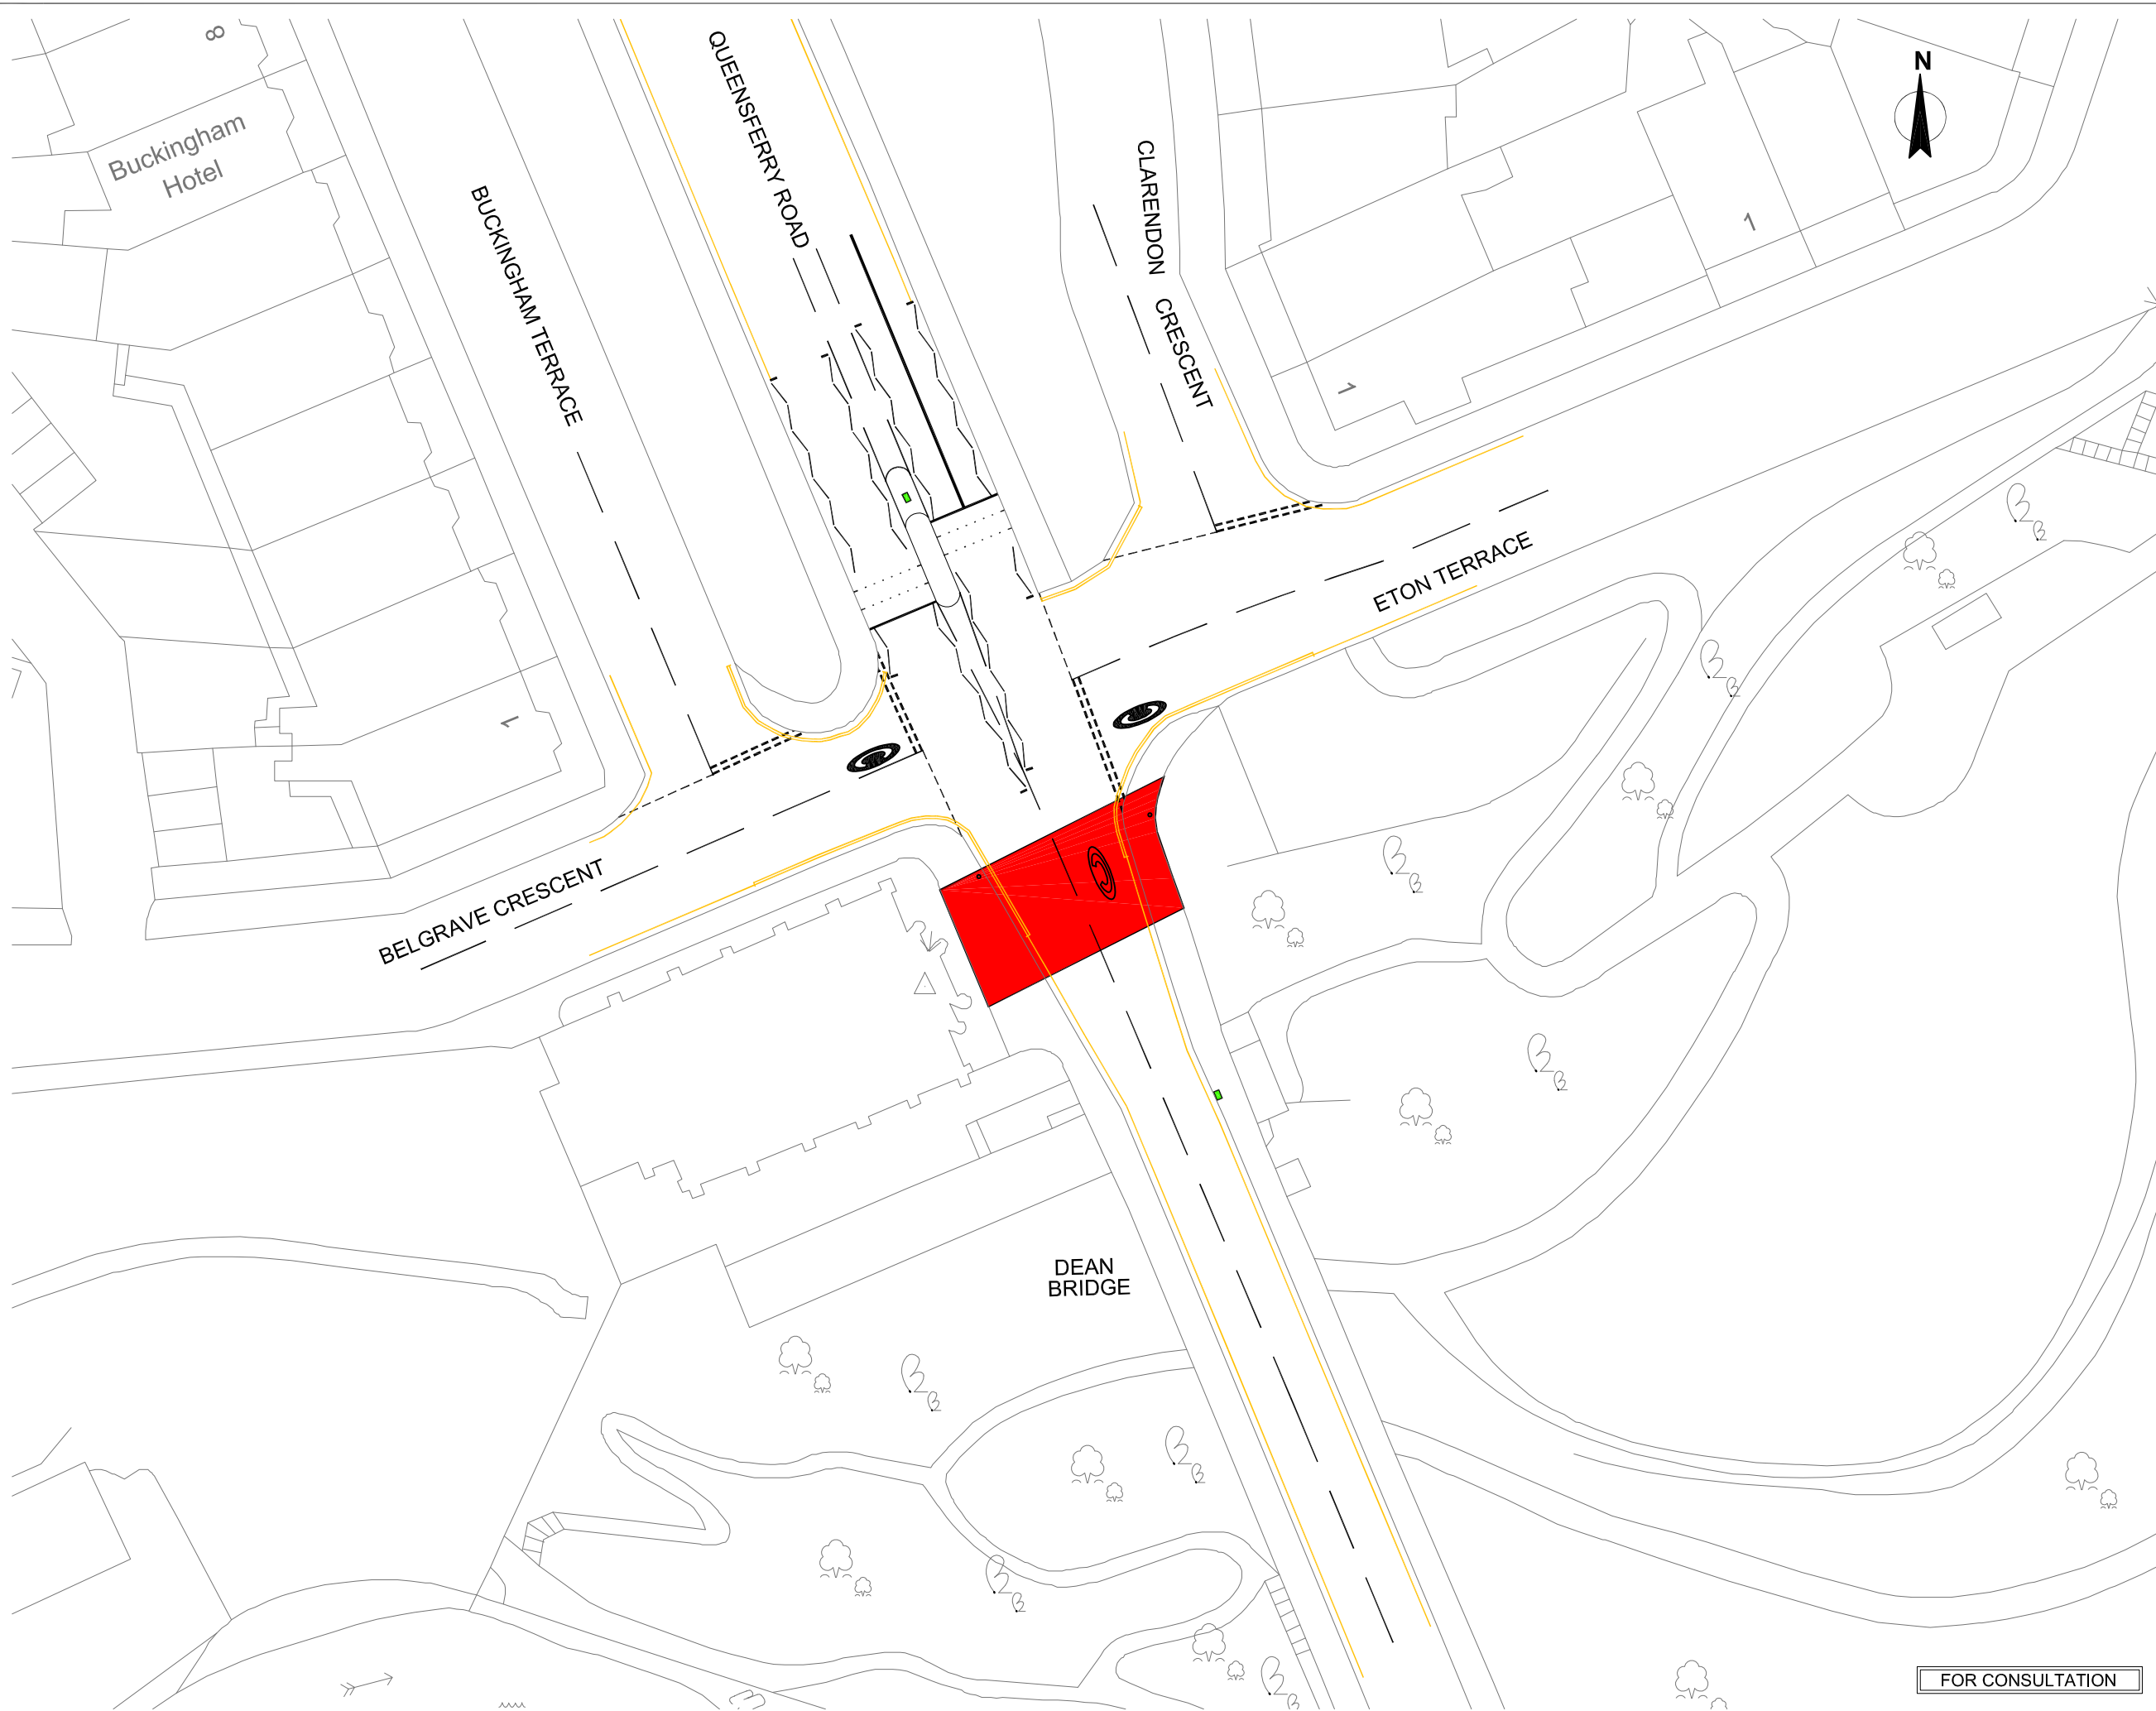 8
QUEENSFERRY ROAD
N
Buckingham
Hotel
CLARENDON CRESCENT
BUCKINGHAM TERRACE
1
1
ETON TERRACE
1
BELGRAVE CRESCENT
DEAN
BRIDGE
FOR CONSULTATION